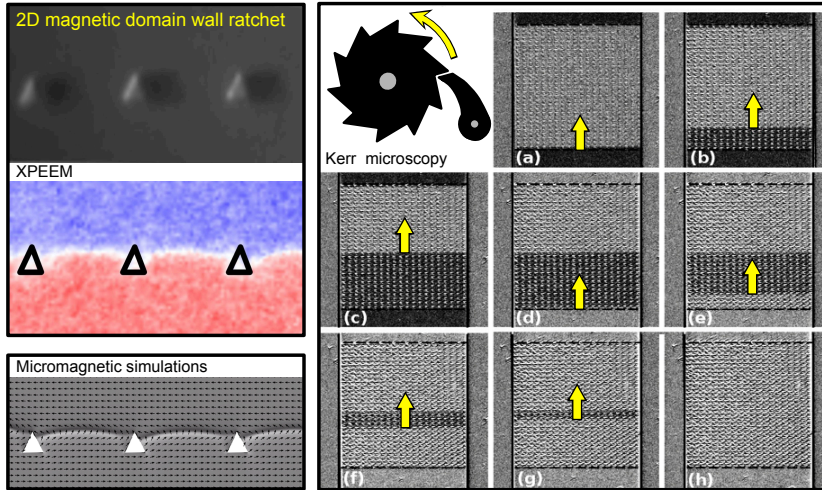 2D magnetic domain wall ratchet
XPEEM
Micromagnetic simulations
Kerr microscopy
(a)
(b)
(c)
(d)
(e)
(f)
(g)
(h)